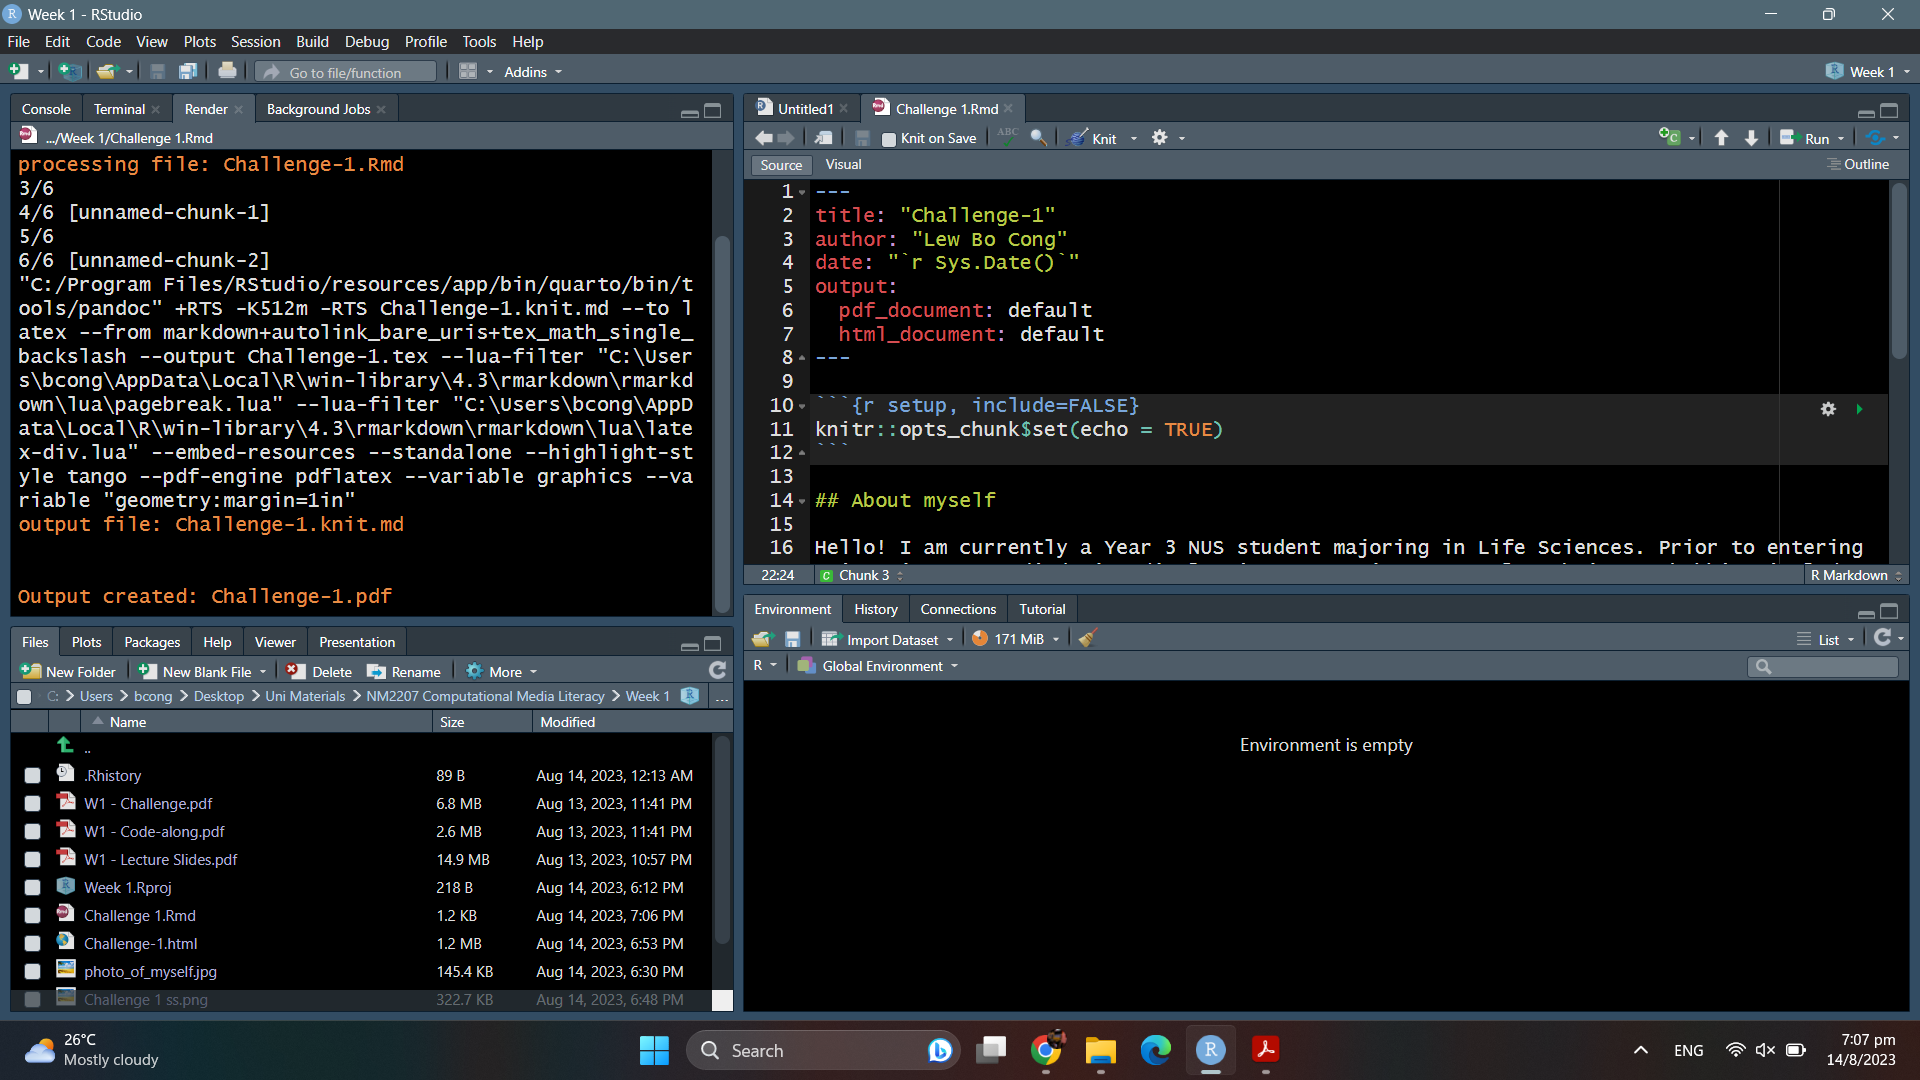 Week 1 - RStudio
File Edit Code View Plots Session Build Debug Profile Tools Help
Go to file/function Addins Week 1
Console Terminal Render Background Jobs
.../Week 1/Challenge 1.Rmd
processing file: Challenge-1.Rmd
3/6
4/6 [unnamed-chunk-1]
5/6
6/6 [unnamed-chunk-2]
"C:/Program Files/RStudio/resources/app/bin/quarto/bin/t
ools/pandoc" +RTS -K512m -RTS Challenge-1.knit.md --to l
atex --from markdown+autolink_bare_uris+tex_math_single_
backslash --output Challenge-1.tex --lua-filter "C:\User
s\bcong\AppData\Local\R\win-library\4.3\rmarkdown\rmarkd
own\lua\pagebreak.lua" --lua-filter "C:\Users\bcong\AppD
ata\Local\R\win-library\4.3\rmarkdown\rmarkdown\lua\late
x-div.lua" --embed-resources --standalone --highlight-st
yle tango --pdf-engine pdflatex --variable graphics --va
riable "geometry:margin=1in"
output file: Challenge-1.knit.md
Output created: Challenge-1.pdf
Untitled1 Challenge 1.Rmd
Knit on Save ABC Knit Run
Source Visual Outline
1 ---
2 title: "Challenge-1"
3 author: "Lew Bo Cong"
4 date: "`r Sys.Date()`"
5 output:
6 pdf_document: default
7 html_document: default
8 ---
9
10 ```{r setup, include=FALSE}
11 knitr::opts_chunk$set(echo = TRUE)
12 ```
13
14 ## About myself
15
16 Hello! I am currently a Year 3 NUS student majoring in Life Sciences. Prior to entering
22:24 Chunk 3 R Markdown
Files Plots Packages Help Viewer Presentation
New Folder New Blank File Delete Rename More
C: > Users > bcong > Desktop > Uni Materials > NM2207 Computational Media Literacy > Week 1 ...
Name Size Modified
..
.Rhistory 89 B Aug 14, 2023, 12:13 AM
W1 - Challenge.pdf 6.8 MB Aug 13, 2023, 11:41 PM
W1 - Code-along.pdf 2.6 MB Aug 13, 2023, 11:41 PM
W1 - Lecture Slides.pdf 14.9 MB Aug 13, 2023, 10:57 PM
Week 1.Rproj 218 B Aug 14, 2023, 6:12 PM
Challenge 1.Rmd 1.2 KB Aug 14, 2023, 7:06 PM
Challenge-1.html 1.2 MB Aug 14, 2023, 6:53 PM
photo_of_myself.jpg 145.4 KB Aug 14, 2023, 6:30 PM
Challenge 1 ss.png 322.7 KB Aug 14, 2023, 6:48 PM
Environment History Connections Tutorial
Import Dataset 171 MiB List
R Global Environment
Environment is empty
26°C
Mostly cloudy
Search
ENG
7:07 pm
14/8/2023